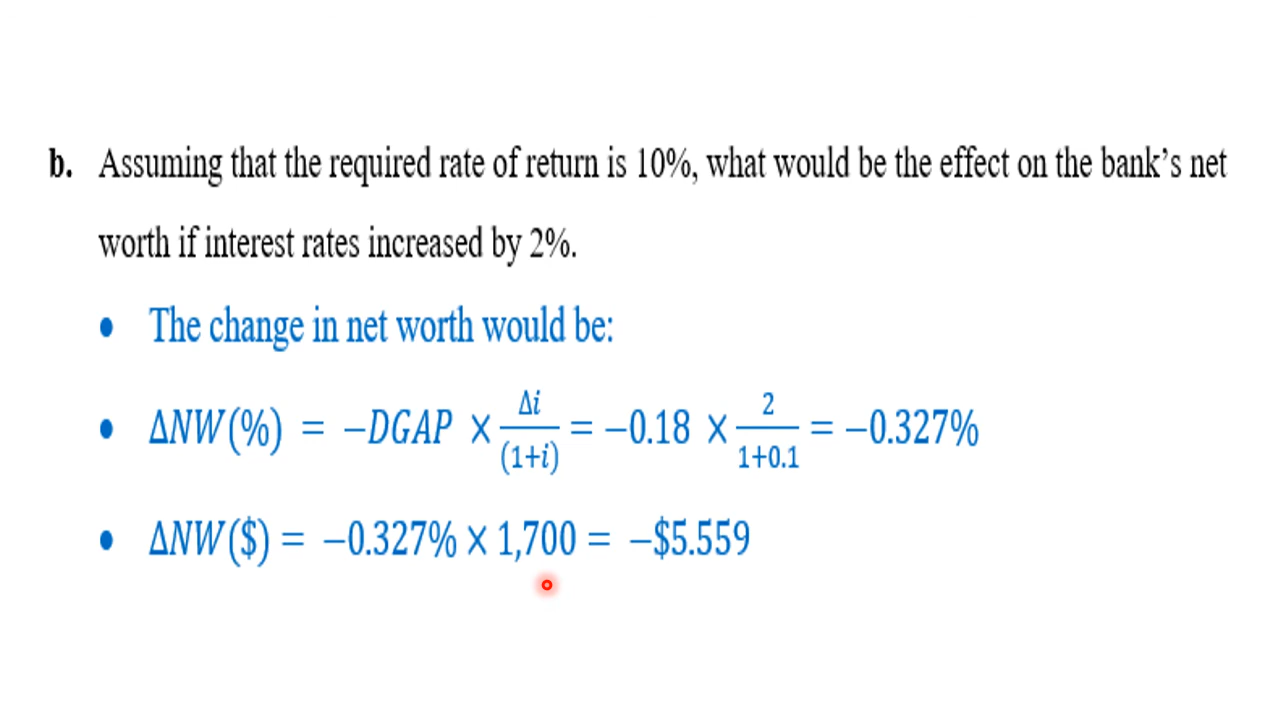 b. Assuming that the required rate of return is 10%, what would be the effect on the bank’s net
worth if interest rates increased by 2%.
• The change in net worth would be:
• ΔNW(%) = −DGAP × Δi/(1+i) = −0.18 × 2/1+0.1 = −0.327%
• ΔNW($) = −0.327% × 1,700 = −$5.559